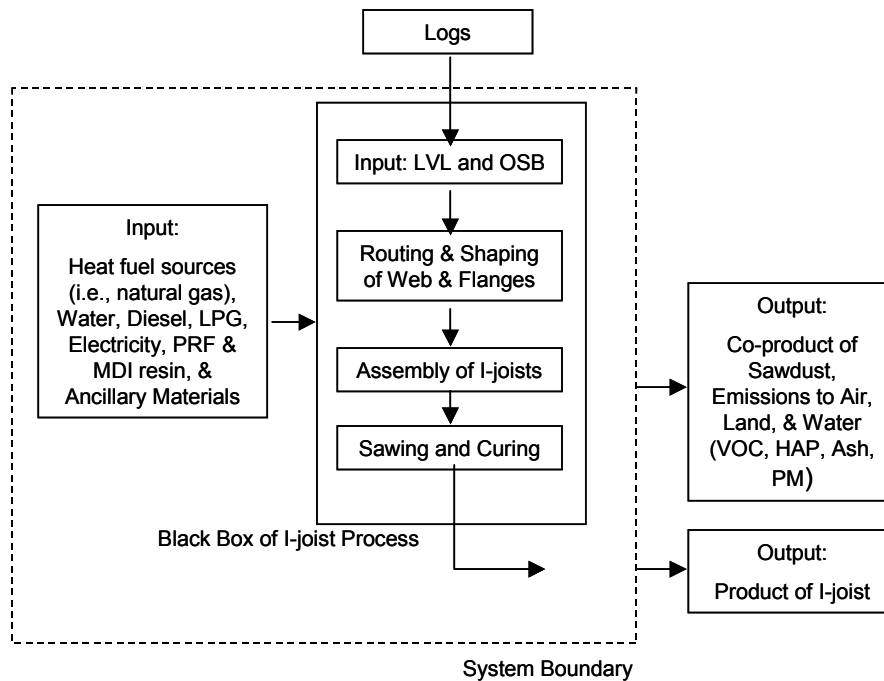 Logs
Input: LVL and OSB
Routing & Shaping
of Web & Flanges
Assembly of I-joists
Sawing and Curing
Input:
Heat fuel sources
(i.e., natural gas),
Water, Diesel, LPG,
Electricity, PRF &
MDI resin, &
Ancillary Materials
Black Box of I-joist Process
Output:
Co-product of
Sawdust,
Emissions to Air,
Land, & Water
(VOC, HAP, Ash,
PM)
Output:
Product of I-joist
System Boundary